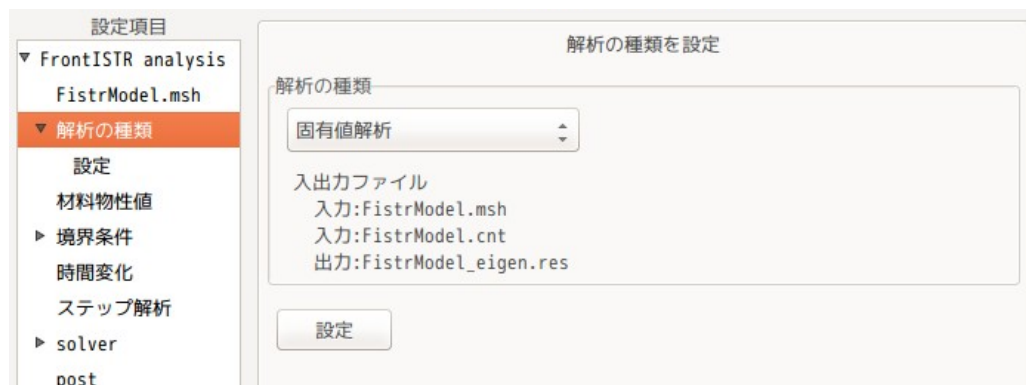 設定項目
FrontISTR analysis
FistrModel.msh
解析の種類
設定
材料物性値
境界条件
時間変化
ステップ解析
solver
post
解析の種類を設定
解析の種類
固有値解析
入出力ファイル
入力:FistrModel.msh
入力:FistrModel.cnt
出力:FistrModel_eigen.res
設定